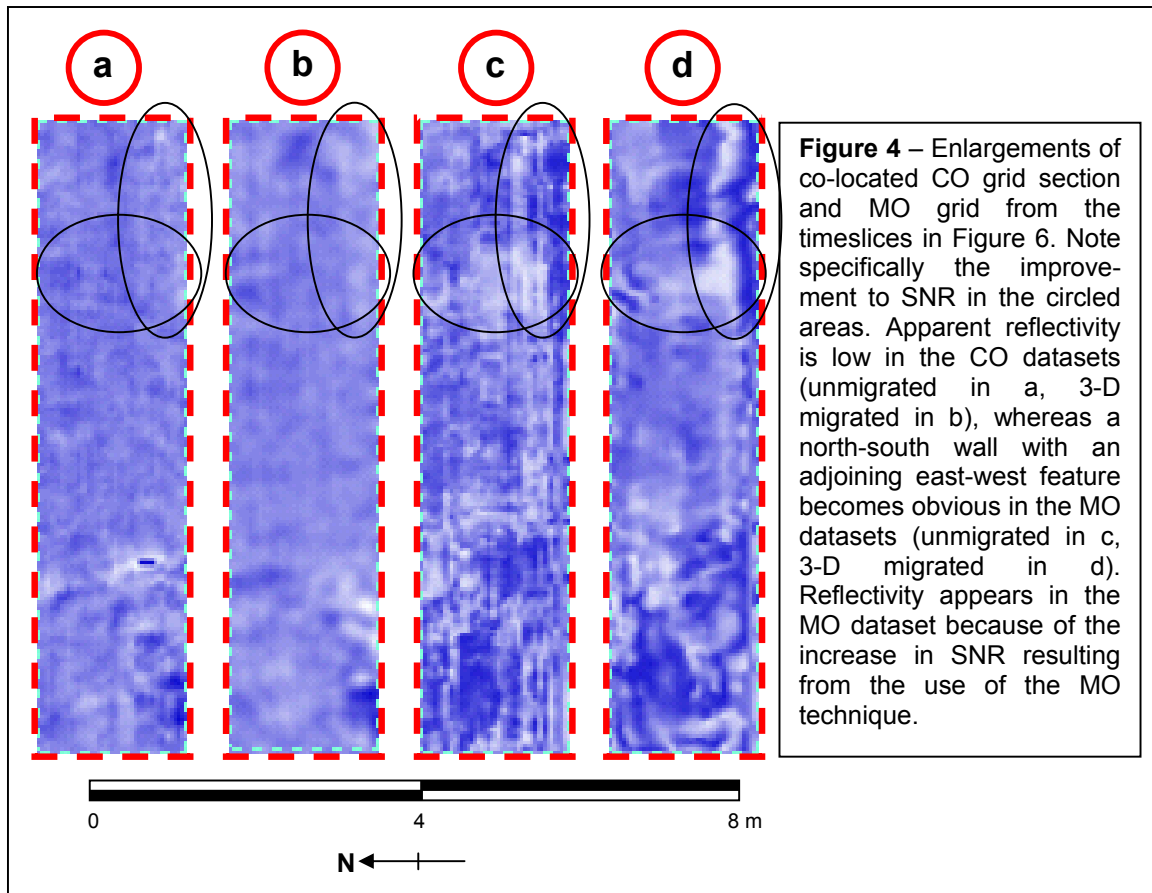 a b c d
Figure 4 – Enlargements of
co-located CO grid section
and MO grid from the
timeslices in Figure 6. Note
specifically the improve-
ment to SNR in the circled
areas. Apparent reflectivity
is low in the CO datasets
(unmigrated in a, 3-D
migrated in b), whereas a
north-south wall with an
adjoining east-west feature
becomes obvious in the MO
datasets (unmigrated in c,
3-D migrated in d).
Reflectivity appears in the
MO dataset because of the
increase in SNR resulting
from the use of the MO
technique.
0 4 8 m
N